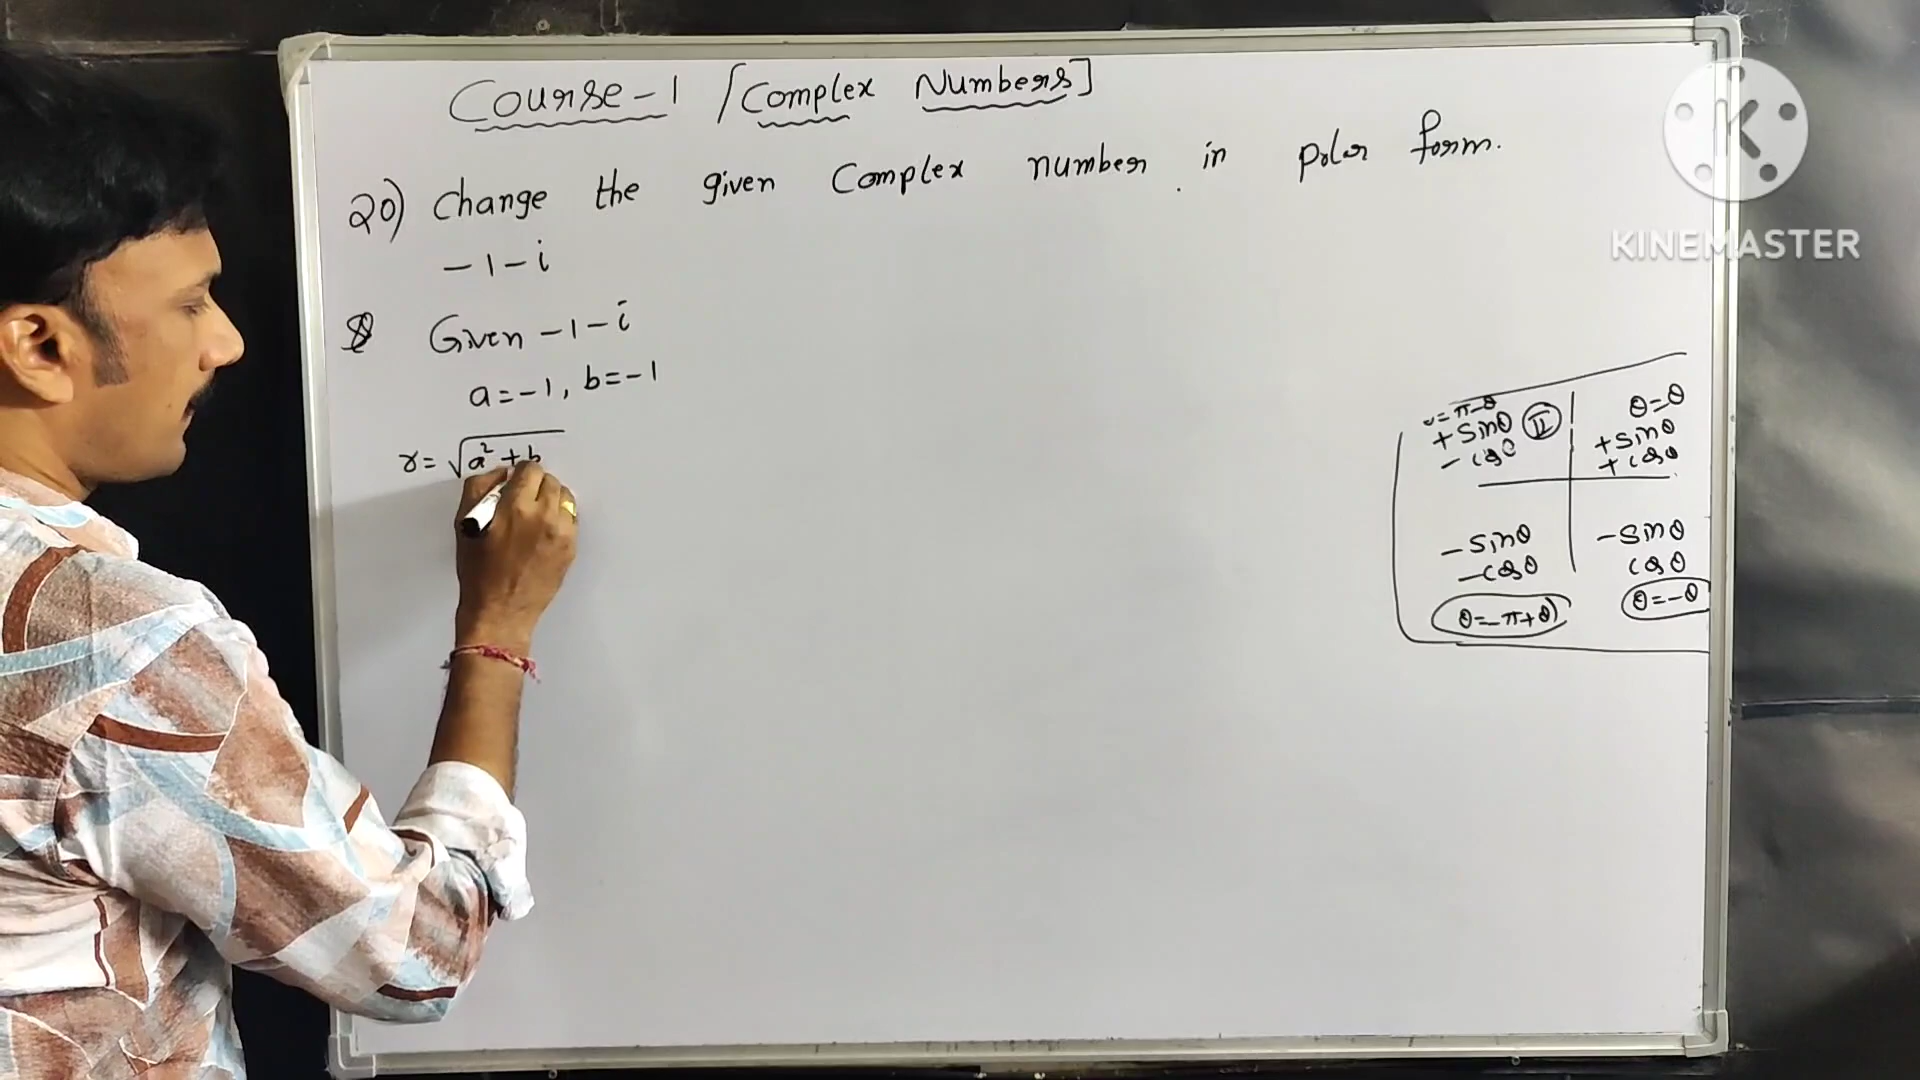 Course-1 [Complex Numbers]
20) Change the given Complex number in polar form.
-1-i
Given -1-i
a=-1, b=-1
r=√a²+b
θ=π-θ
+sinθ
-cosθ
II
θ=θ
+sinθ
+cosθ
-sinθ
-cosθ
θ=-π+θ)
-sinθ
cosθ
θ=-θ
K
KINEMASTER